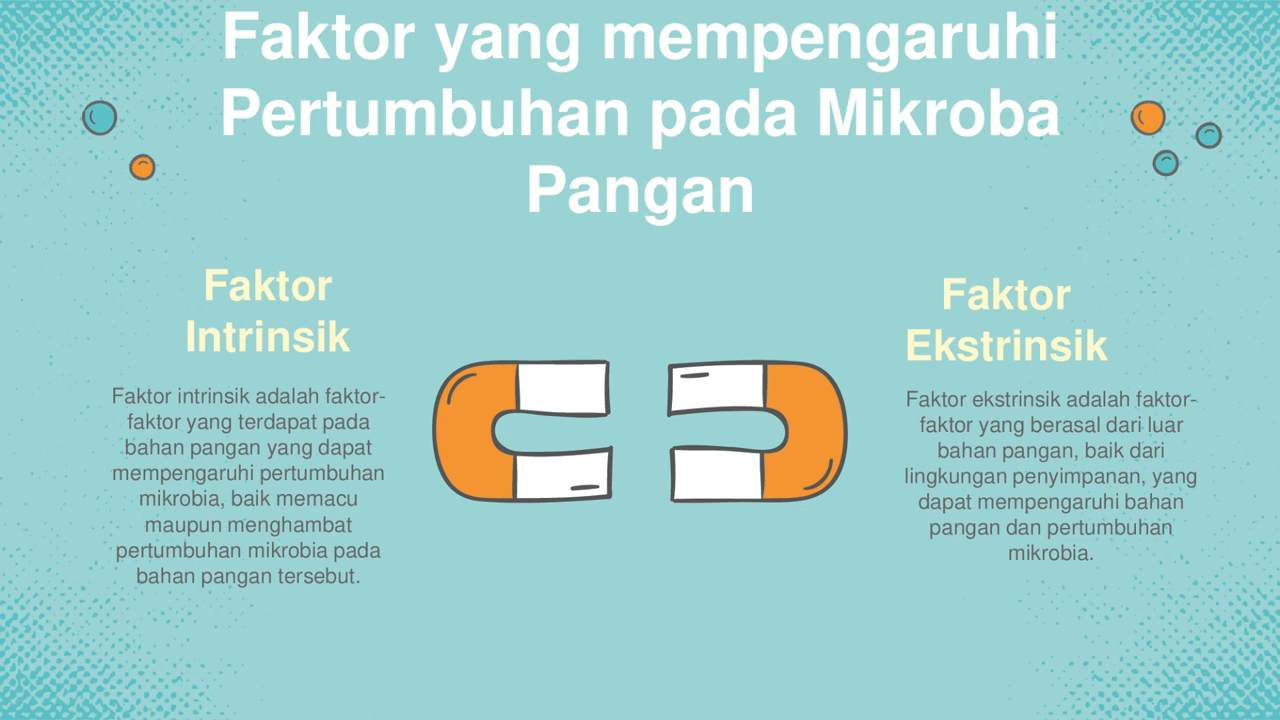 Faktor yang mempengaruhi
Pertumbuhan pada Mikroba
Pangan
Faktor
Intrinsik
Faktor intrinsik adalah faktor-
faktor yang terdapat pada
bahan pangan yang dapat
mempengaruhi pertumbuhan
mikrobia, baik memacu
maupun menghambat
pertumbuhan mikrobia pada
bahan pangan tersebut.
Faktor
Ekstrinsik
Faktor ekstrinsik adalah faktor-
faktor yang berasal dari luar
bahan pangan, baik dari
lingkungan penyimpanan, yang
dapat mempengaruhi bahan
pangan dan pertumbuhan
mikrobia.